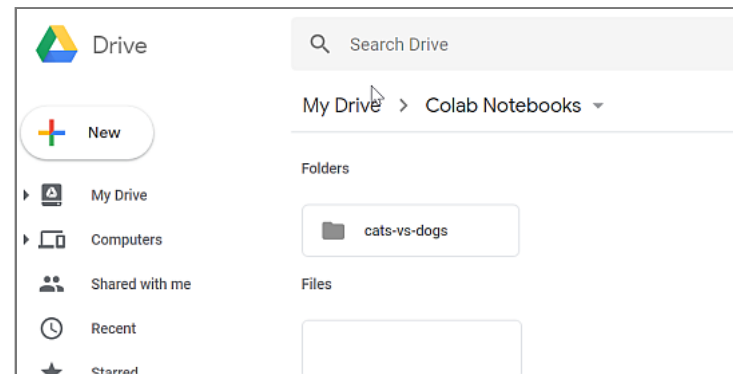 Drive
Search Drive
My Drive > Colab Notebooks
New
Folders
My Drive
cats-vs-dogs
Computers
Shared with me
Files
Recent
Starred